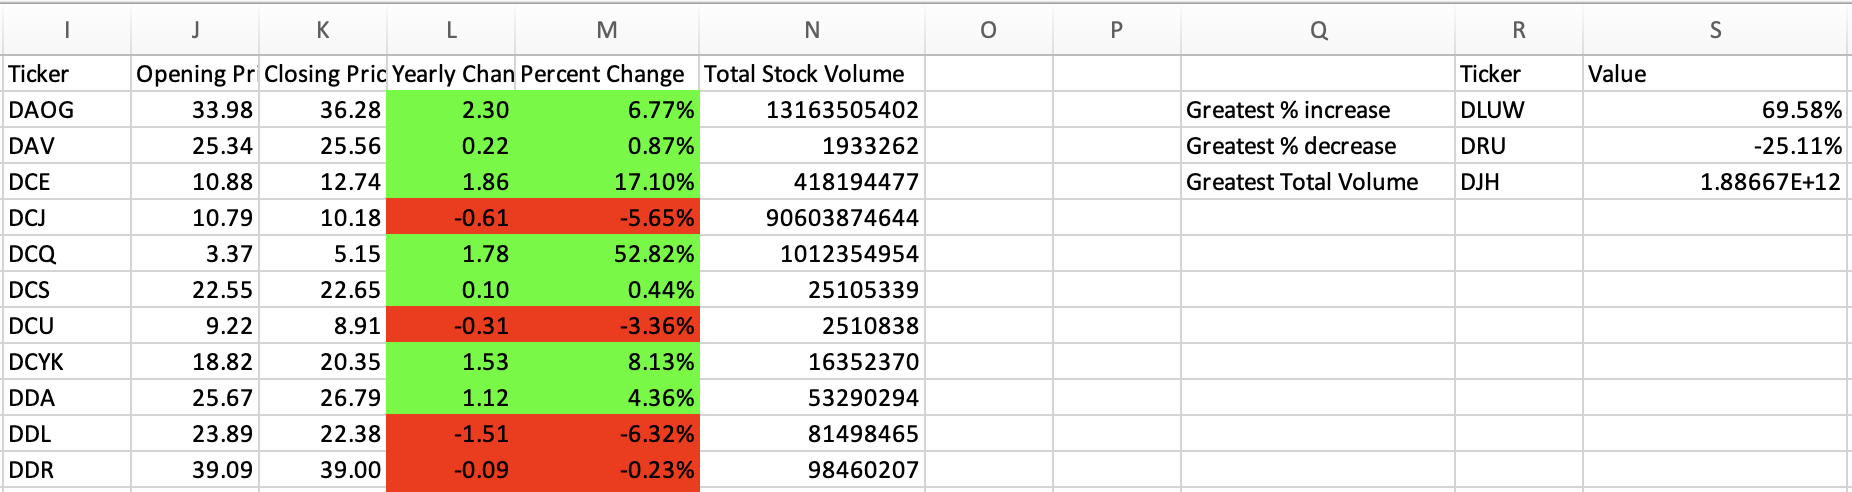 I J K L M N O P Q R S
Ticker Opening Pri Closing Pric Yearly Chan Percent Change Total Stock Volume Ticker Value
DAOG 33.98 36.28 2.30 6.77% 13163505402 Greatest % increase DLUW 69.58%
DAV 25.34 25.56 0.22 0.87% 1933262 Greatest % decrease DRU -25.11%
DCE 10.88 12.74 1.86 17.10% 418194477 Greatest Total Volume DJH 1.88667E+12
DCJ 10.79 10.18 -0.61 -5.65% 90603874644
DCQ 3.37 5.15 1.78 52.82% 1012354954
DCS 22.55 22.65 0.10 0.44% 25105339
DCU 9.22 8.91 -0.31 -3.36% 2510838
DCYK 18.82 20.35 1.53 8.13% 16352370
DDA 25.67 26.79 1.12 4.36% 53290294
DDL 23.89 22.38 -1.51 -6.32% 81498465
DDR 39.09 39.00 -0.09 -0.23% 98460207